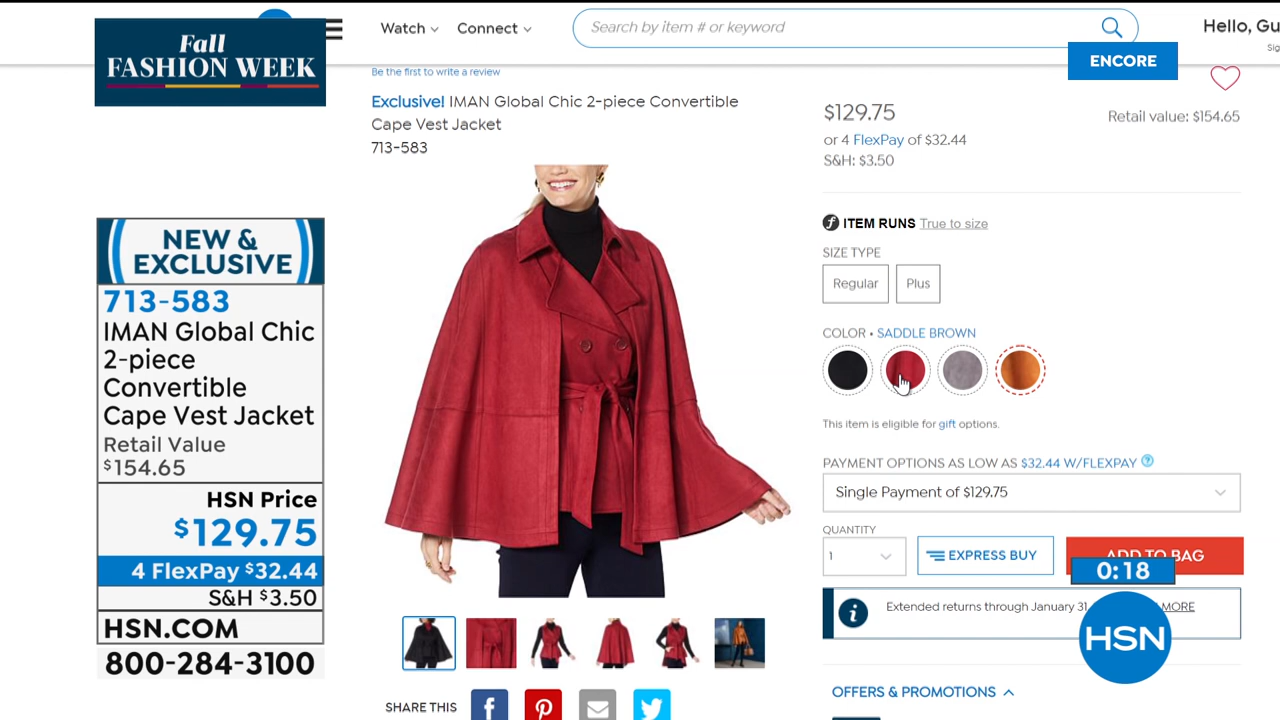 Fall
FASHION WEEK
Watch
Connect
Search by item # or keyword
Hello, Gu
Sig
ENCORE
Be the first to write a review
Exclusive! IMAN Global Chic 2-piece Convertible
Cape Vest Jacket
713-583
$129.75
Retail value: $154.65
or 4 FlexPay of $32.44
S&H: $3.50
f ITEM RUNS True to size
SIZE TYPE
Regular
Plus
COLOR • SADDLE BROWN
This item is eligible for gift options.
PAYMENT OPTIONS AS LOW AS $32.44 W/FLEXPAY ?
Single Payment of $129.75
QUANTITY
1
EXPRESS BUY
ADD TO BAG
0:18
i Extended returns through January 31
MORE
HSN
OFFERS & PROMOTIONS
SHARE THIS
NEW &
EXCLUSIVE
713-583
IMAN Global Chic
2-piece
Convertible
Cape Vest Jacket
Retail Value
$154.65
HSN Price
$129.75
4 FlexPay $32.44
S&H $3.50
HSN.COM
800-284-3100